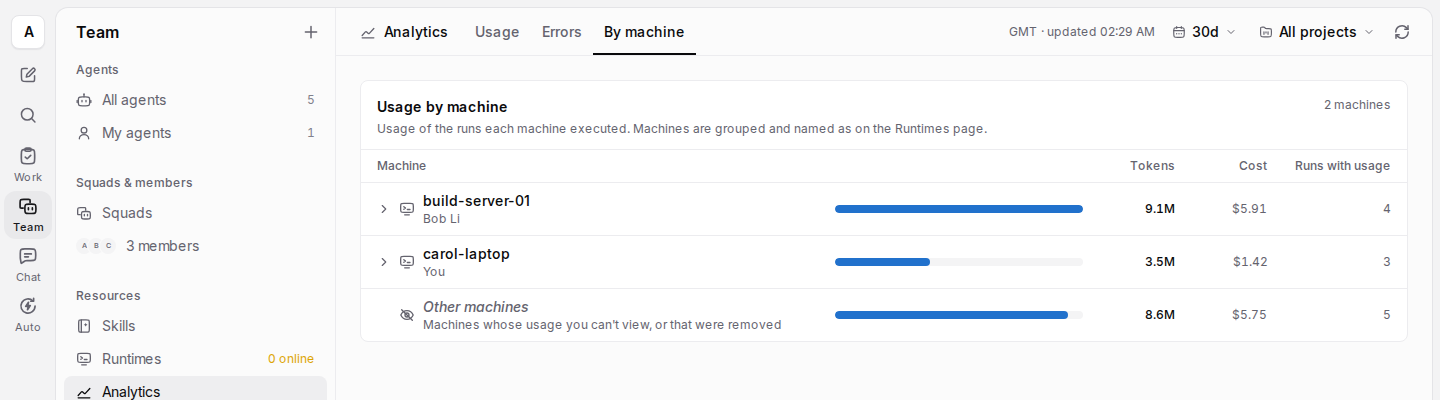 A
Work
Team
Chat
Auto
Team
Agents
All agents 5
My agents 1
Squads & members
Squads
A B C 3 members
Resources
Skills
Runtimes 0 online
Analytics
Analytics Usage Errors By machine GMT · updated 02:29 AM 30d All projects
Usage by machine 2 machines
Usage of the runs each machine executed. Machines are grouped and named as on the Runtimes page.
Machine Tokens Cost Runs with usage
build-server-01 9.1M $5.91 4
Bob Li
carol-laptop 3.5M $1.42 3
You
Other machines 8.6M $5.75 5
Machines whose usage you can't view, or that were removed